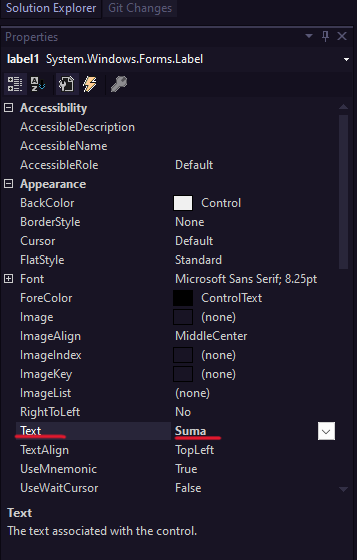 Solution Explorer Git Changes
Properties
label1 System.Windows.Forms.Label
Accessibility
AccessibleDescription
AccessibleName
AccessibleRole Default
Appearance
BackColor Control
BorderStyle None
Cursor Default
FlatStyle Standard
Font Microsoft Sans Serif; 8.25pt
ForeColor ControlText
Image (none)
ImageAlign MiddleCenter
ImageIndex (none)
ImageKey (none)
ImageList (none)
RightToLeft No
Text Suma
TextAlign TopLeft
UseMnemonic True
UseWaitCursor False
Text
The text associated with the control.